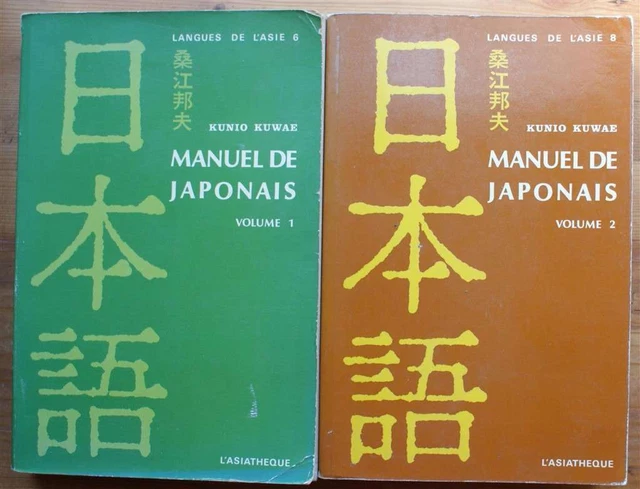 LANGUES DE L'ASIE 6
桑江邦夫
KUNIO KUWAE
MANUEL DE
JAPONAIS
VOLUME 1
日本語
L'ASIATHEQUE
LANGUES DE L'ASIE 8
桑江邦夫
KUNIO KUWAE
MANUEL DE
JAPONAIS
VOLUME 2
日本語
L'ASIATHEQUE